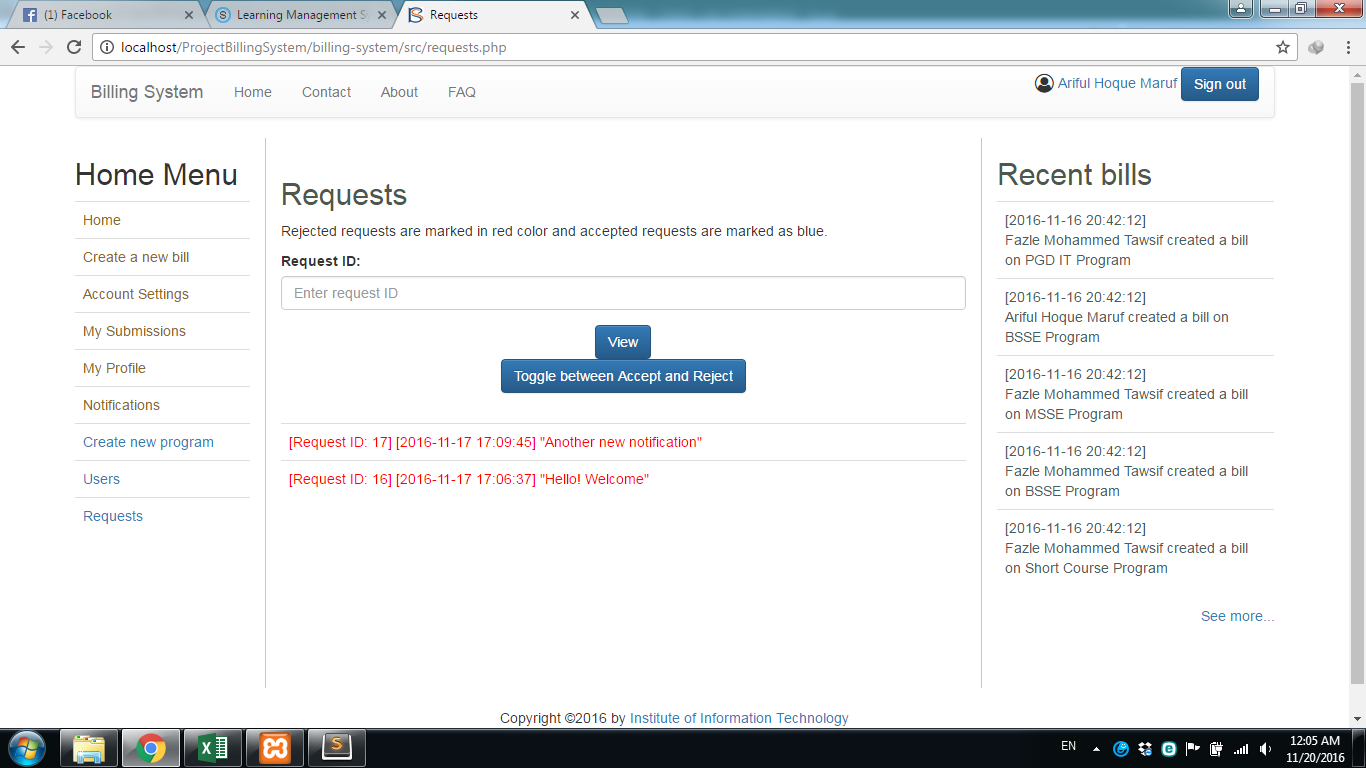 (1) Facebook
Learning Management S
Requests
localhost/ProjectBillingSystem/billing-system/src/requests.php
Billing System
Home
Contact
About
FAQ
Ariful Hoque Maruf
Sign out
Home Menu
Home
Create a new bill
Account Settings
My Submissions
My Profile
Notifications
Create new program
Users
Requests
Requests
Rejected requests are marked in red color and accepted requests are marked as blue.
Request ID:
Enter request ID
View
Toggle between Accept and Reject
[Request ID: 17] [2016-11-17 17:09:45] "Another new notification"
[Request ID: 16] [2016-11-17 17:06:37] "Hello! Welcome"
Recent bills
[2016-11-16 20:42:12]
Fazle Mohammed Tawsif created a bill
on PGD IT Program
[2016-11-16 20:42:12]
Ariful Hoque Maruf created a bill on
BSSE Program
[2016-11-16 20:42:12]
Fazle Mohammed Tawsif created a bill
on MSSE Program
[2016-11-16 20:42:12]
Fazle Mohammed Tawsif created a bill
on BSSE Program
[2016-11-16 20:42:12]
Fazle Mohammed Tawsif created a bill
on Short Course Program
See more...
Copyright ©2016 by Institute of Information Technology
EN
12:05 AM
11/20/2016